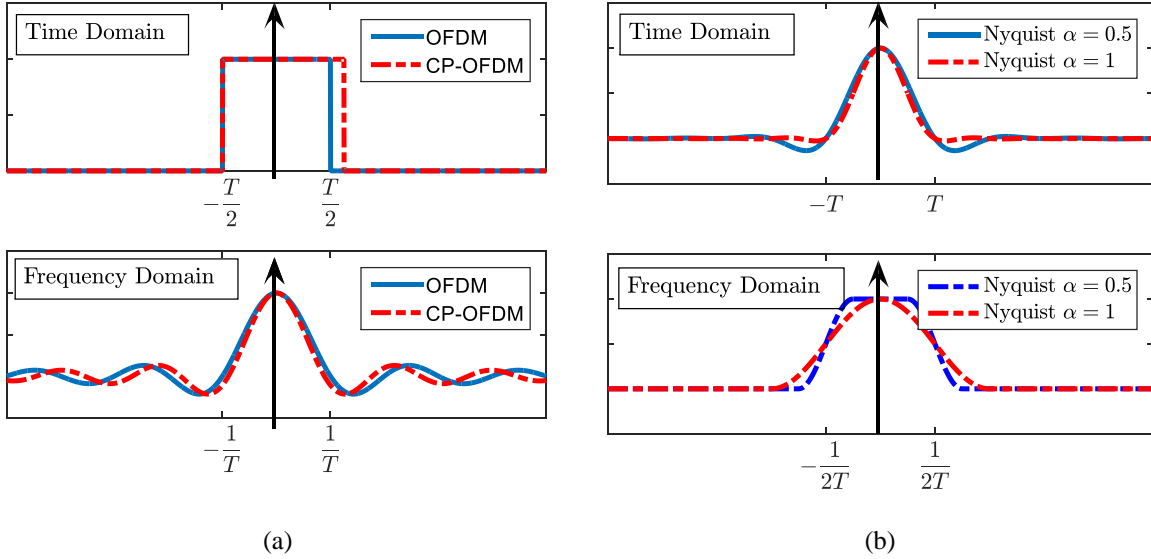 Time Domain
OFDM
CP-OFDM
-T/2
T/2
Frequency Domain
OFDM
CP-OFDM
-1/T
1/T
(a)
Time Domain
Nyquist α = 0.5
Nyquist α = 1
-T
T
Frequency Domain
Nyquist α = 0.5
Nyquist α = 1
-1/2T
1/2T
(b)